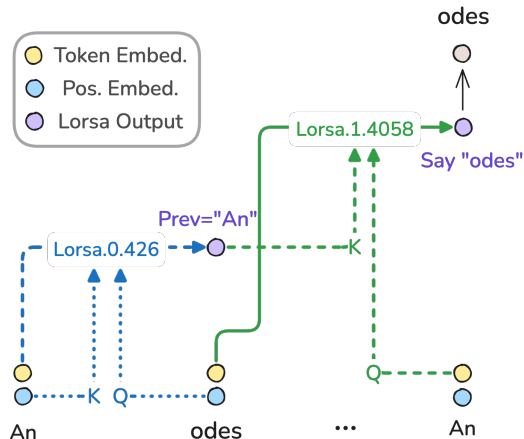 odes
Token Embed.
Pos. Embed.
Lorsa Output
Lorsa.1.4058
Say "odes"
Prev="An"
Lorsa.0.426
K
Q
K Q
An
odes
...
An